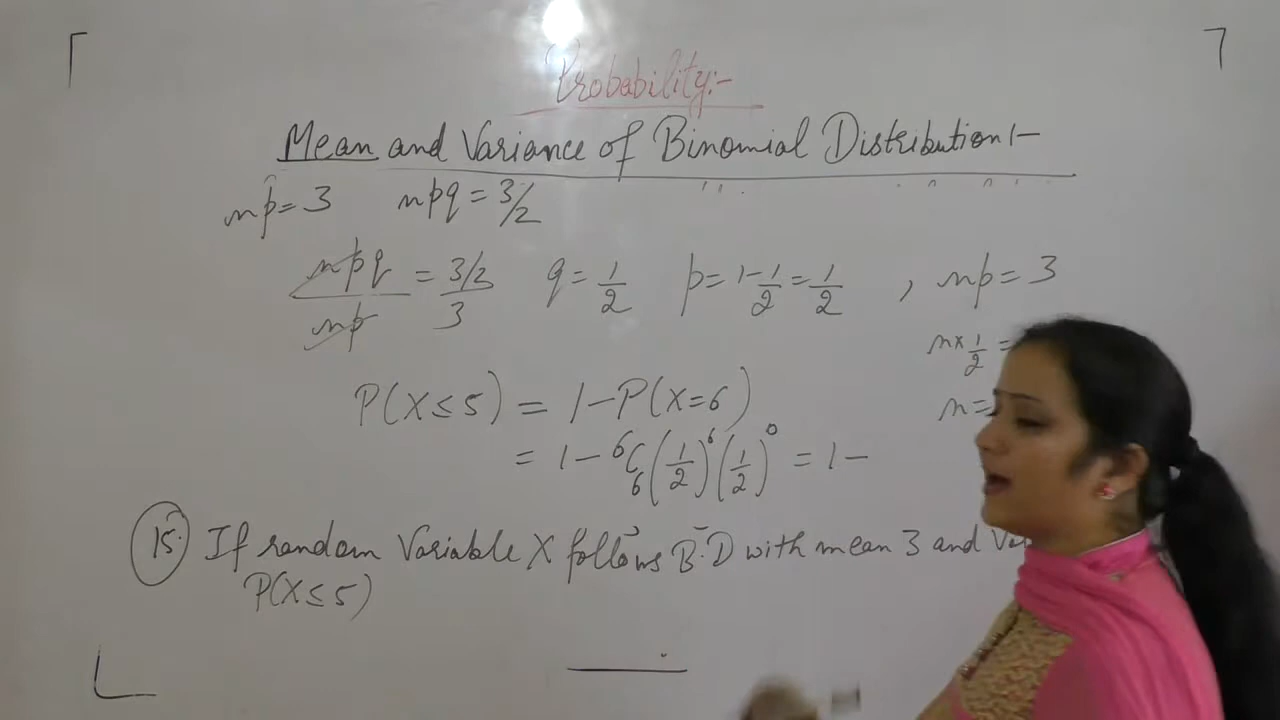 Probability:-
Mean and Variance of Binomial Distribution:-
np = 3 npq = 3/2
npq/np = 3/2/3 q = 1/2 p = 1-1/2 = 1/2 , np = 3
n× 1/2 =
n=
P(X≤5) = 1-P(X=6)
= 1- ⁶C₆ (1/2)⁶ (1/2)⁰ = 1-
15. If random Variable X follows B.D with mean 3 and
P(X≤5)